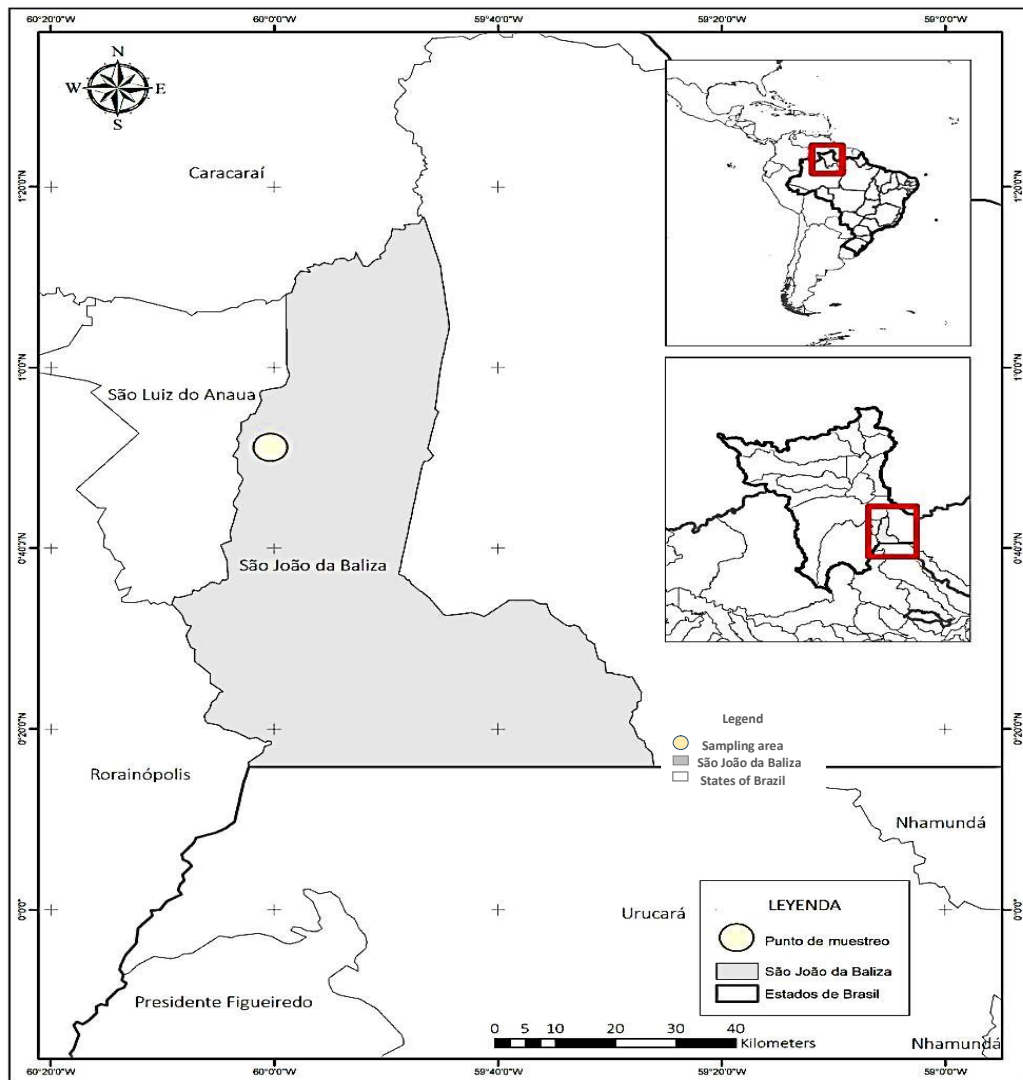 60°20'0"W 60°0'0"W 59°40'0"W 59°20'0"W 59°0'0"W
N
W E
S
Caracaraí
1°20'0"N 1°20'0"N
1°0'0"N 1°0'0"N
São Luiz do Anaua
0°40'0"N 0°40'0"N
São João da Baliza
0°20'0"N 0°20'0"N
Legend
Sampling area
São João da Baliza
States of Brazil
Rorainópolis
Nhamundá
0°0'0" 0°0'0"
Urucará
LEYENDA
Punto de muestreo
São João da Baliza
Estados de Brasil
Presidente Figueiredo
0 5 10 20 30 40
Kilometers
Nhamundá
60°20'0"W 60°0'0"W 59°40'0"W 59°20'0"W 59°0'0"W